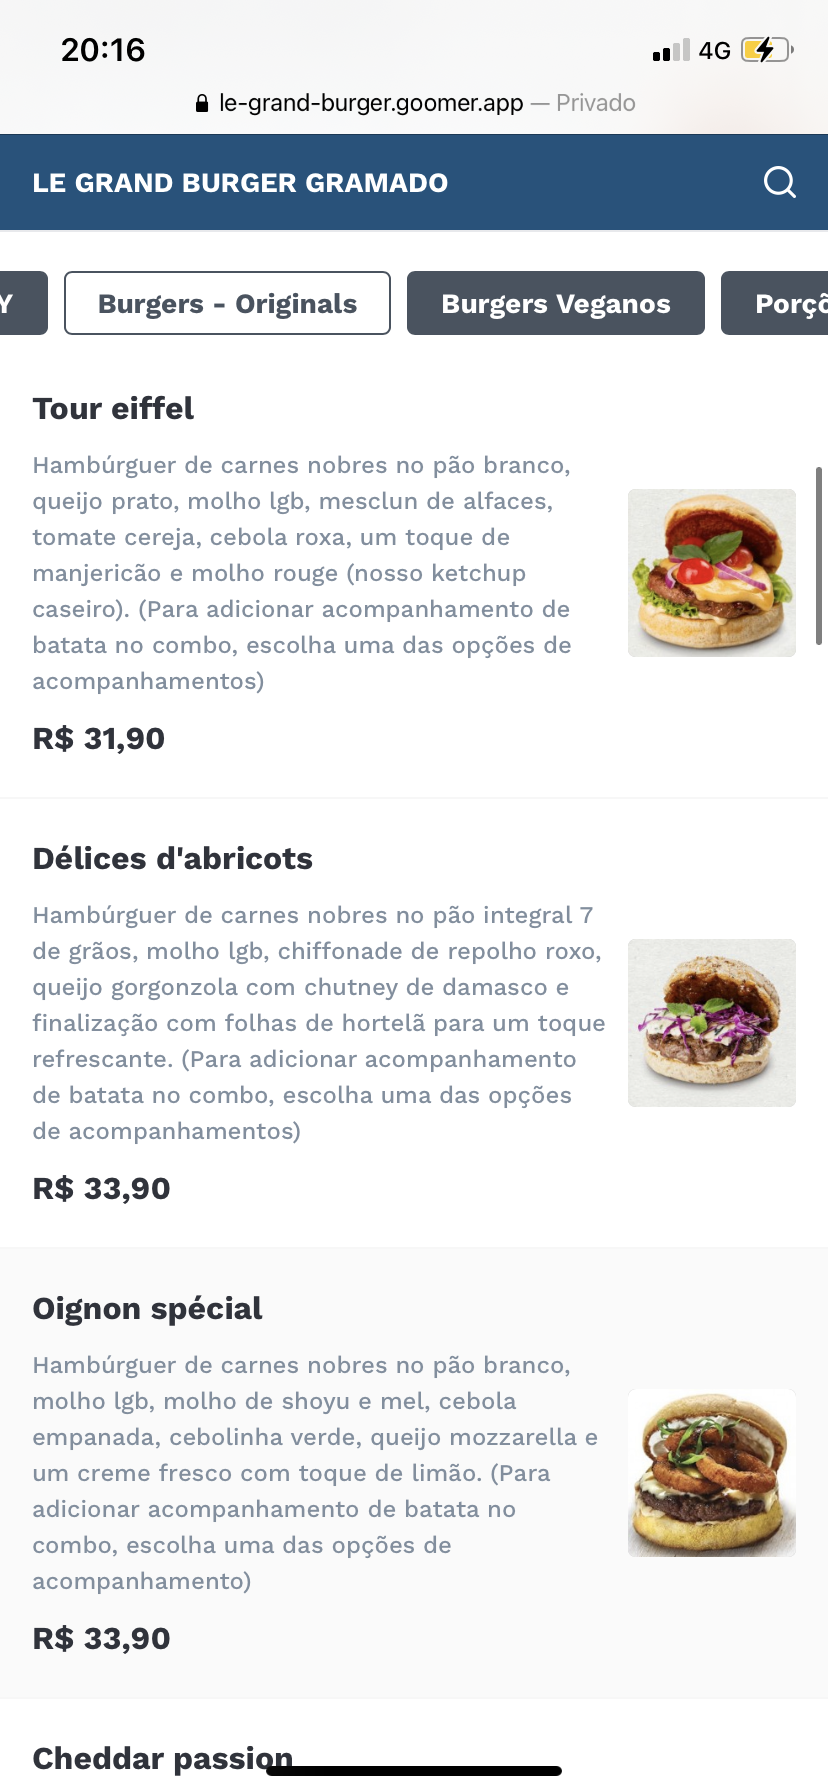 20:16
4G
le-grand-burger.goomer.app — Privado
LE GRAND BURGER GRAMADO
Y
Burgers - Originals
Burgers Veganos
Porçõ
Tour eiffel
Hambúrguer de carnes nobres no pão branco,
queijo prato, molho lgb, mesclun de alfaces,
tomate cereja, cebola roxa, um toque de
manjericão e molho rouge (nosso ketchup
caseiro). (Para adicionar acompanhamento de
batata no combo, escolha uma das opções de
acompanhamentos)
R$ 31,90
Délices d'abricots
Hambúrguer de carnes nobres no pão integral 7
de grãos, molho lgb, chiffonade de repolho roxo,
queijo gorgonzola com chutney de damasco e
finalização com folhas de hortelã para um toque
refrescante. (Para adicionar acompanhamento
de batata no combo, escolha uma das opções
de acompanhamentos)
R$ 33,90
Oignon spécial
Hambúrguer de carnes nobres no pão branco,
molho lgb, molho de shoyu e mel, cebola
empanada, cebolinha verde, queijo mozzarella e
um creme fresco com toque de limão. (Para
adicionar acompanhamento de batata no
combo, escolha uma das opções de
acompanhamento)
R$ 33,90
Cheddar passion